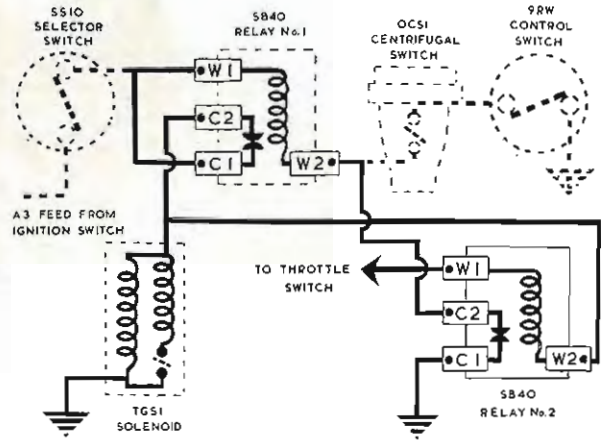 SS10
SELECTOR
SWITCH
SB40
RELAY No.1
OCS1
CENTRIFUGAL
SWITCH
9RW
CONTROL
SWITCH
W1
C2
C1
W2
A3 FEED FROM
IGNITION SWITCH
TO THROTTLE
SWITCH
W1
C2
C1
W2
TGS1
SOLENOID
SB40
RELAY No.2